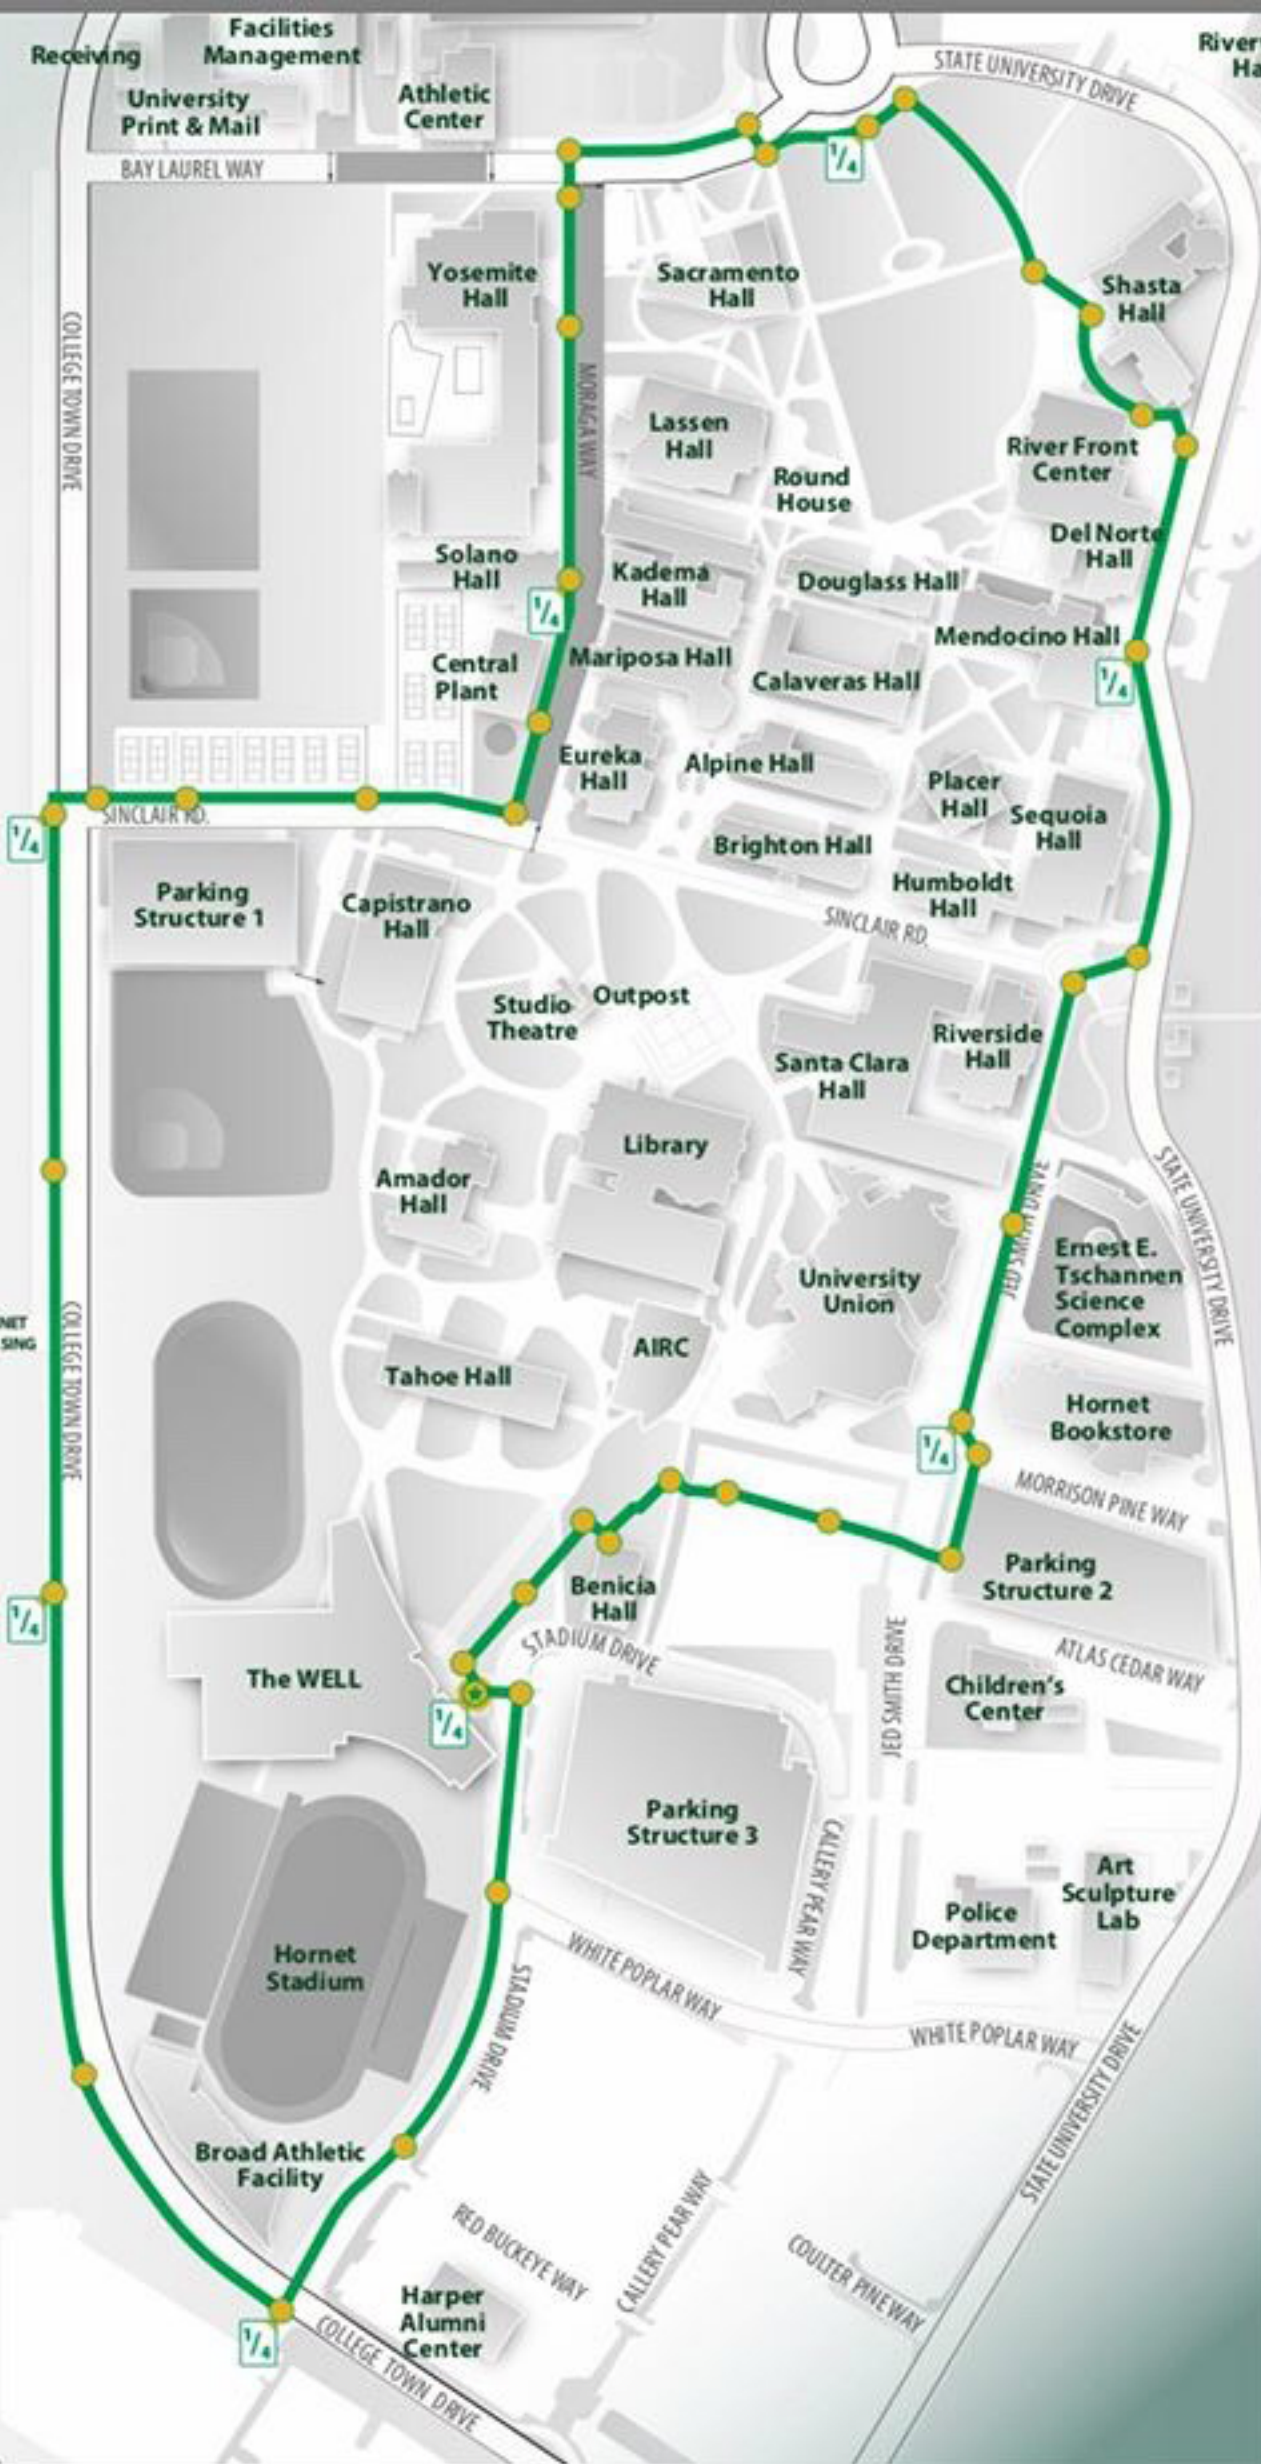 Facilities
Management
Receiving
River
Ha
University
Print & Mail
Athletic
Center
STATE UNIVERSITY DRIVE
BAY LAUREL WAY
1/4
Yosemite
Hall
Sacramento
Hall
Shasta
Hall
COLLEGE TOWN DRIVE
MORAGA WAY
Lassen
Hall
Round
House
River Front
Center
Del Norte
Hall
Solano
Hall
Kadema
Hall
Douglass Hall
1/4
Mendocino Hall
Central
Plant
Mariposa Hall
Calaveras Hall
1/4
Eureka
Hall
Alpine Hall
Placer
Hall
Sequoia
Hall
SINCLAIR RD.
1/4
Brighton Hall
Humboldt
Hall
Parking
Structure 1
Capistrano
Hall
SINCLAIR RD.
Studio
Theatre
Outpost
Santa Clara
Hall
Riverside
Hall
Library
Amador
Hall
JED SMITH DRIVE
STATE UNIVERSITY DRIVE
Ernest E.
Tschannen
Science
Complex
University
Union
NET
SING
COLLEGE TOWN DRIVE
AIRC
Tahoe Hall
Hornet
Bookstore
1/4
MORRISON PINE WAY
Parking
Structure 2
Benicia
Hall
1/4
STADIUM DRIVE
JED SMITH DRIVE
ATLAS CEDAR WAY
The WELL
Children's
Center
1/4
Parking
Structure 3
CALLERY PEAR WAY
Art
Sculpture
Lab
Police
Department
Hornet
Stadium
WHITE POPLAR WAY
STADIUM DRIVE
WHITE POPLAR WAY
STATE UNIVERSITY DRIVE
Broad Athletic
Facility
RED BUCKEYE WAY
CALLERY PEAR WAY
COULTER PINE WAY
Harper
Alumni
Center
1/4
COLLEGE TOWN DRIVE